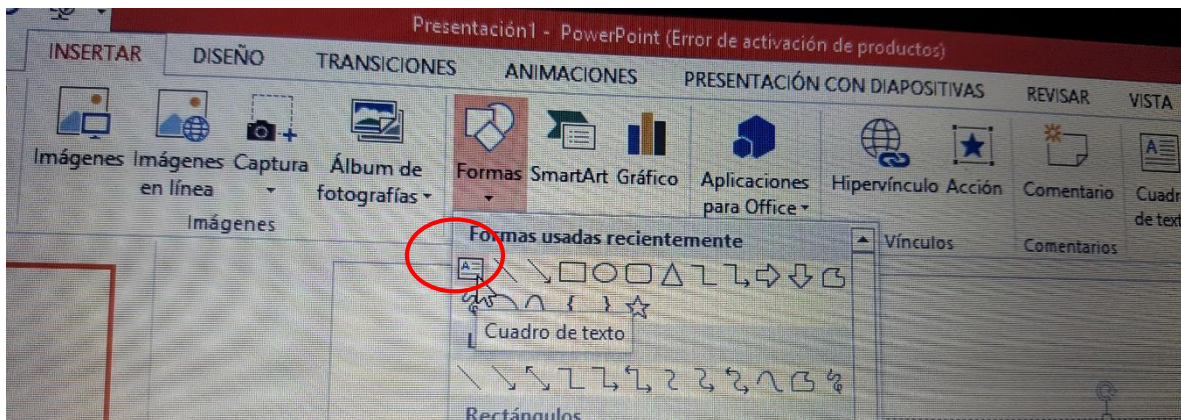 Presentación1 - PowerPoint (Error de activación de productos)
INSERTAR DISEÑO TRANSICIONES ANIMACIONES PRESENTACIÓN CON DIAPOSITIVAS REVISAR VISTA
Imágenes Imágenes en línea Captura Álbum de fotografías Formas SmartArt Gráfico Aplicaciones para Office Hipervínculo Acción Comentario
de
Imágenes Vínculos Comentarios
Formas usadas recientemente
Cuadro de texto
Rectángulos